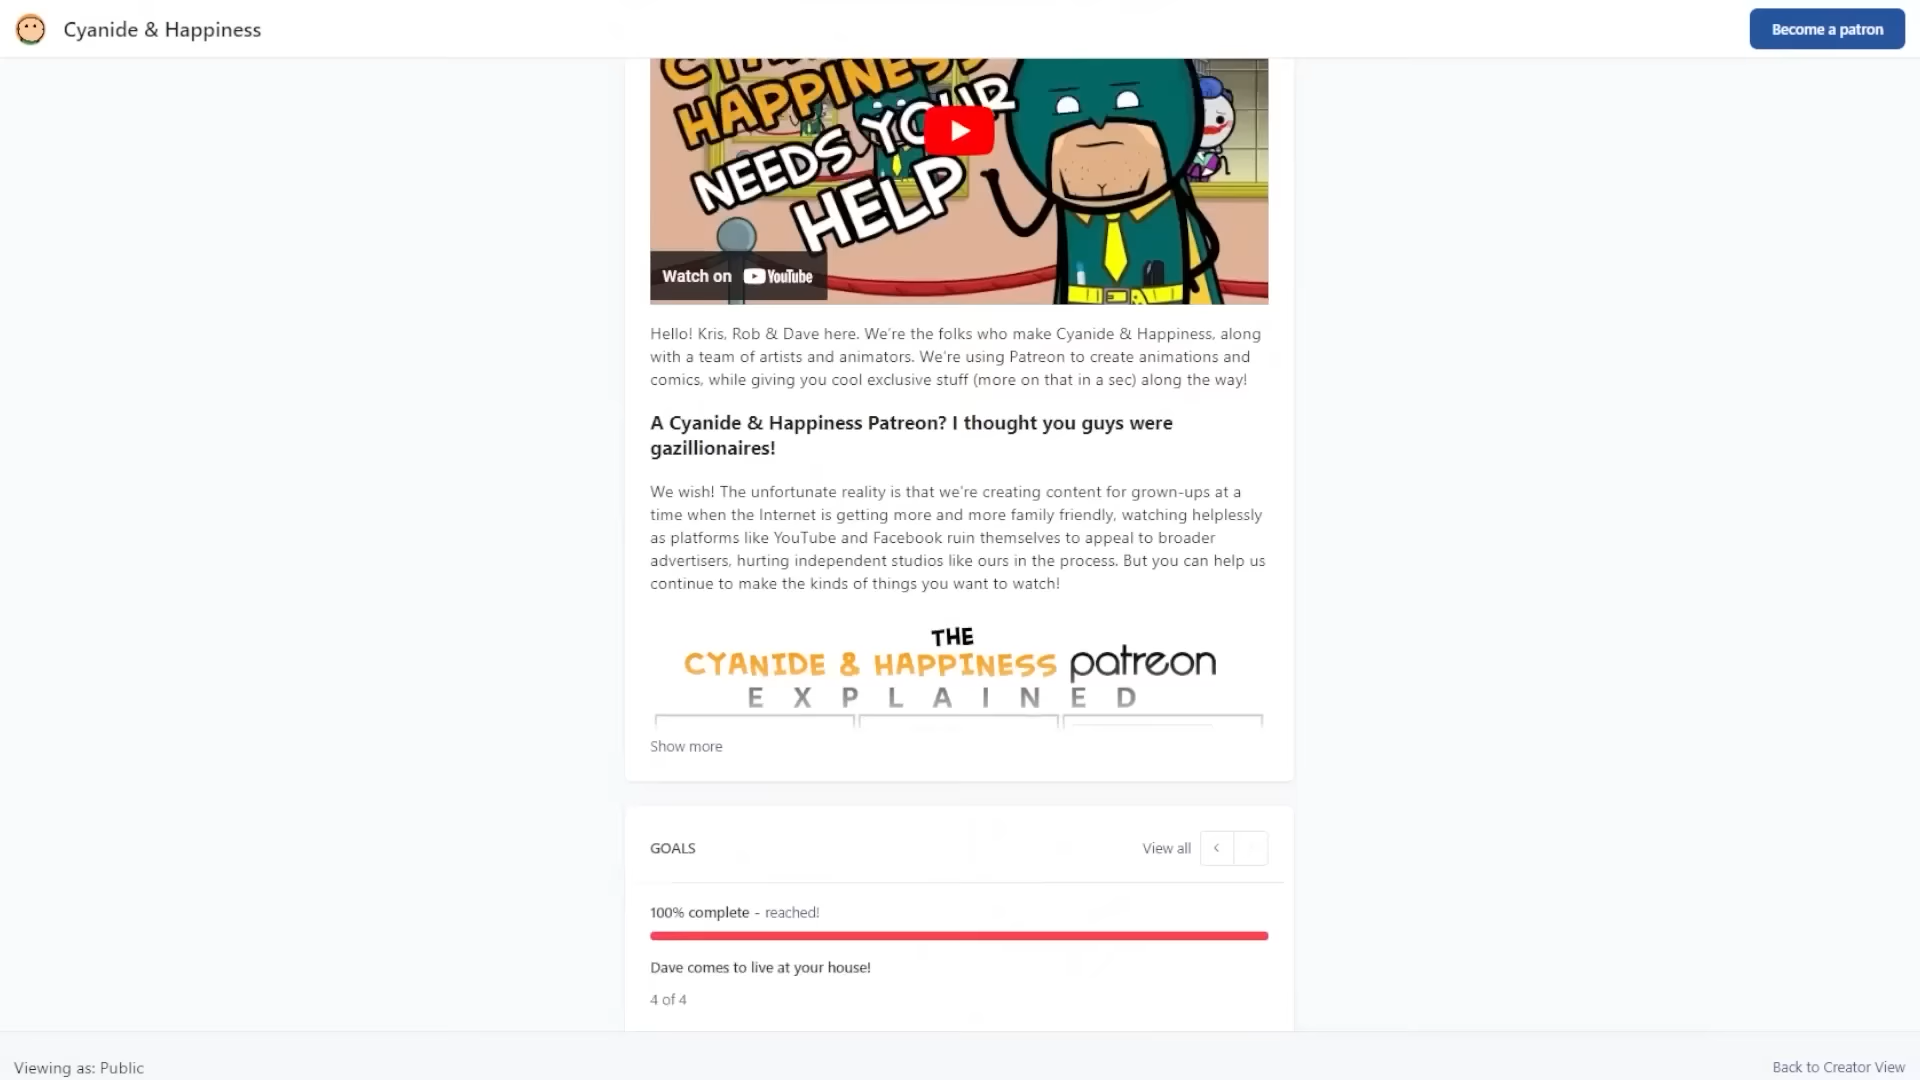 Cyanide & Happiness
Become a patron
HAPPINESS
NEEDS YOUR
HELP
Watch on YouTube
Hello! Kris, Rob & Dave here. We're the folks who make Cyanide & Happiness, along
with a team of artists and animators. We're using Patreon to create animations and
comics, while giving you cool exclusive stuff (more on that in a sec) along the way!
A Cyanide & Happiness Patreon? I thought you guys were
gazillionaires!
We wish! The unfortunate reality is that we're creating content for grown-ups at a
time when the Internet is getting more and more family friendly, watching helplessly
as platforms like YouTube and Facebook ruin themselves to appeal to broader
advertisers, hurting independent studios like ours in the process. But you can help us
continue to make the kinds of things you want to watch!
THE
CYANIDE & HAPPINESS patreon
EXPLAINED
Show more
GOALS
View all
100% complete - reached!
Dave comes to live at your house!
4 of 4
Viewing as: Public
Back to Creator View